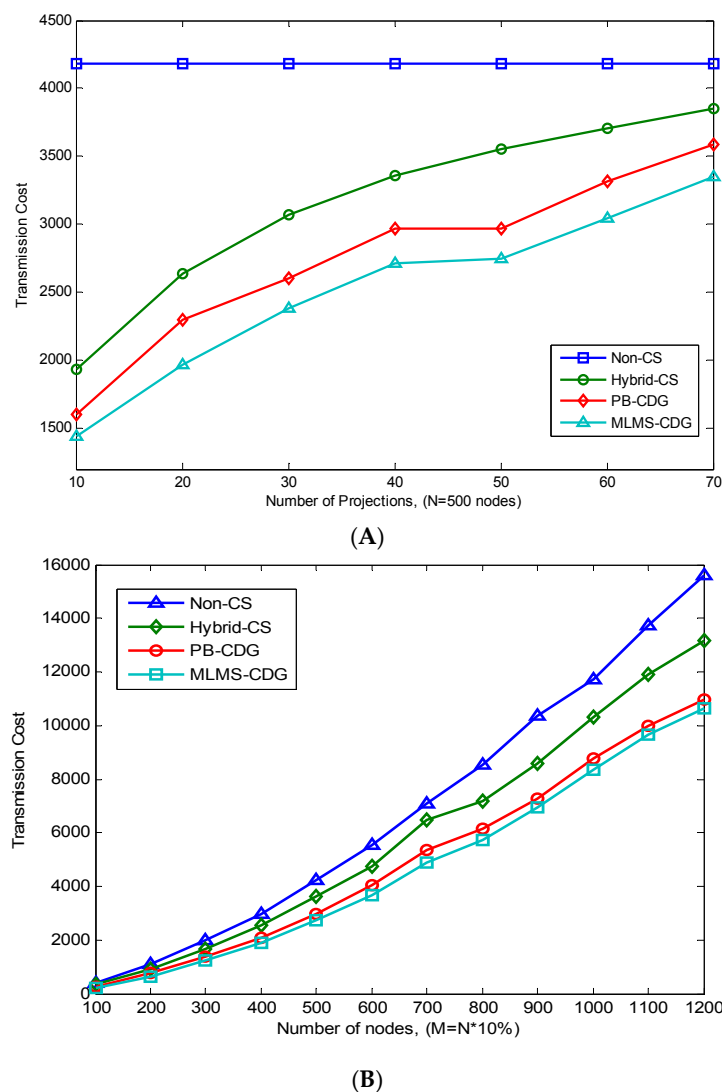 4500
4000
3500
3000
2500
2000
1500
Transmission Cost
Non-CS
Hybrid-CS
PB-CDG
MLMS-CDG
10 20 30 40 50 60 70
Number of Projections, (N=500 nodes)
(A)
16000
14000
12000
10000
8000
6000
4000
2000
0
Transmission Cost
Non-CS
Hybrid-CS
PB-CDG
MLMS-CDG
100 200 300 400 500 600 700 800 900 1000 1100 1200
Number of nodes, (M=N*10%)
(B)